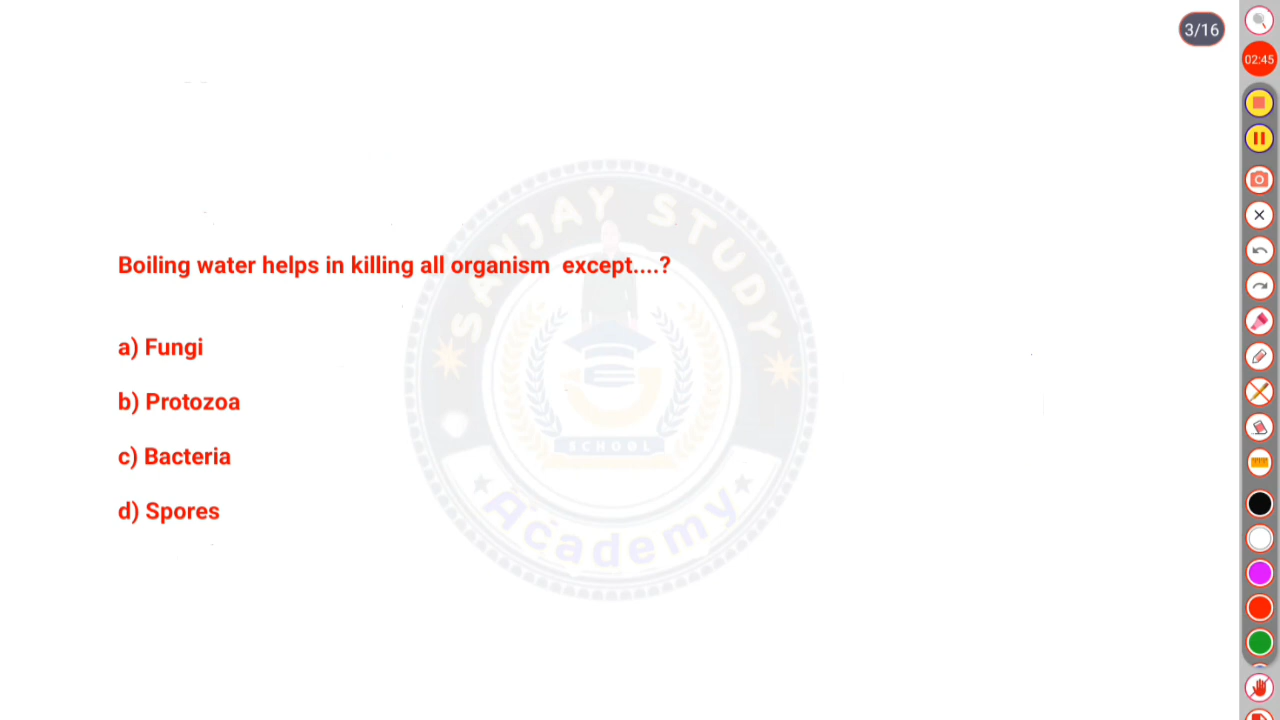 3/16
02:45
Boiling water helps in killing all organism except....?
a) Fungi
b) Protozoa
c) Bacteria
d) Spores
SANJAY STUDY
SCHOOL
Academy